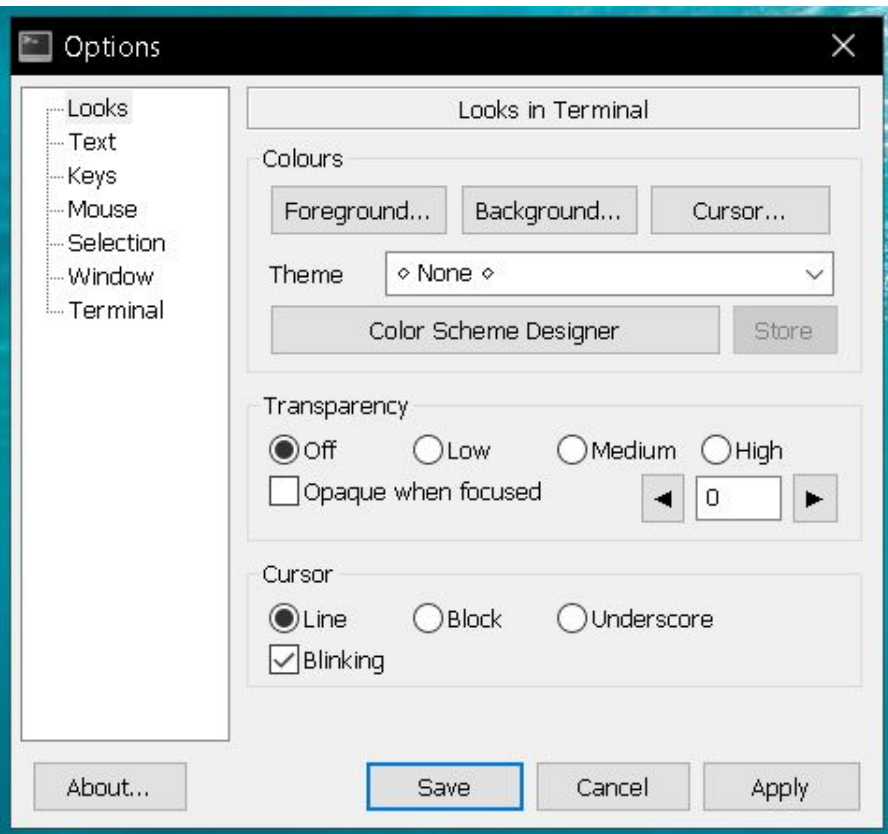 Options
Looks
Text
Keys
Mouse
Selection
Window
Terminal
Looks in Terminal
Colours
Foreground... Background... Cursor...
Theme ◇ None ◇
Color Scheme Designer Store
Transparency
Off Low Medium High
Opaque when focused 0
Cursor
Line Block Underscore
Blinking
About... Save Cancel Apply